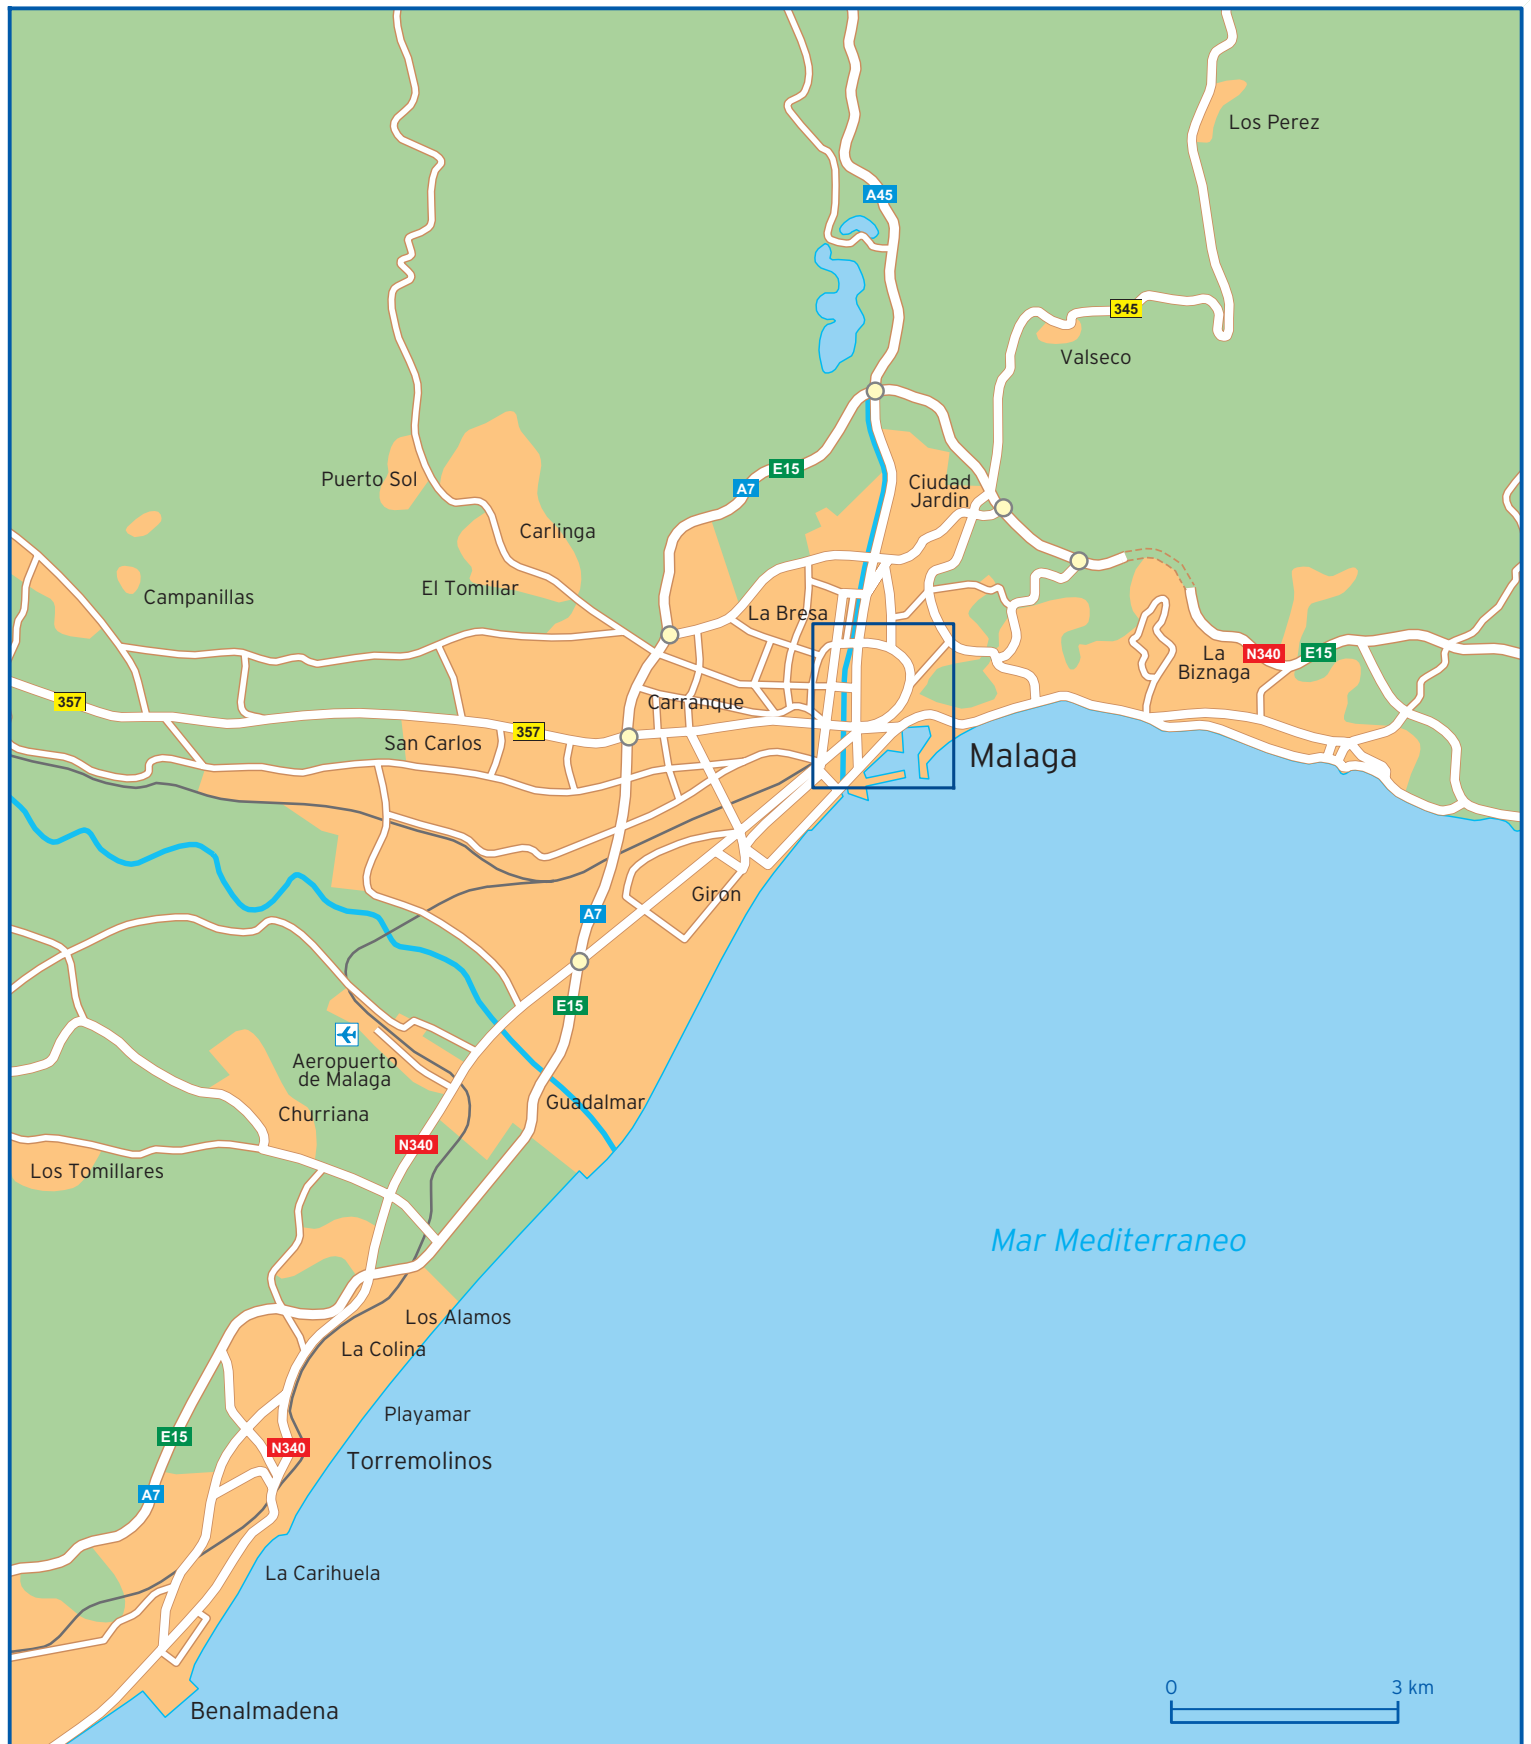 Los Perez
A45
345
Valseco
E15
A7
Puerto Sol
Ciudad
Jardin
Carlinga
El Tomillar
Campanillas
La Bresa
La
Biznaga
N340
E15
357
Carranque
357
San Carlos
Malaga
Giron
A7
E15
Aeropuerto
de Malaga
Guadalmar
Churriana
N340
Los Tomillares
Mar Mediterraneo
Los Alamos
La Colina
Playamar
E15
N340
Torremolinos
A7
La Carihuela
0 3 km
Benalmadena